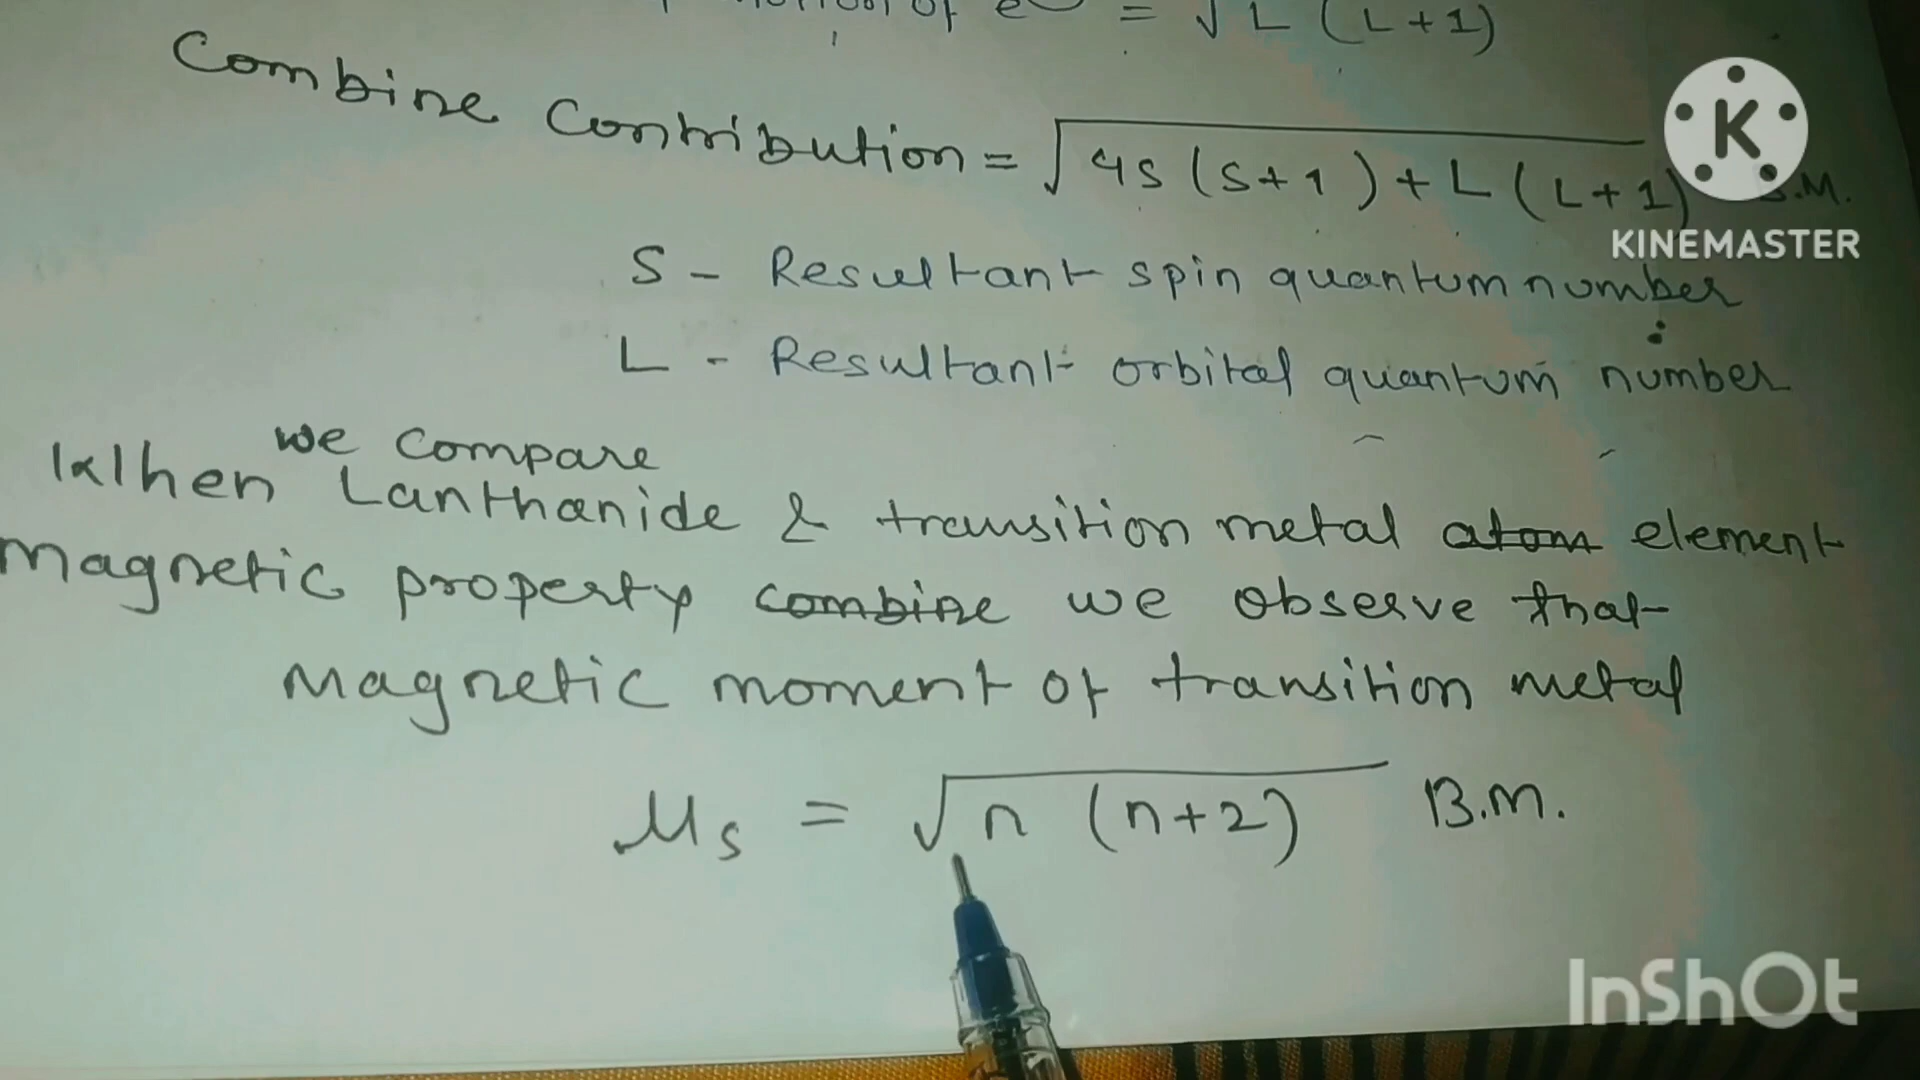 of e = √L (L+1)
Combine Contribution = √4s (s+1) + L (L+1) B.M.
K
KINEMASTER
S - Resultant spin quantum number
L - Resultant orbital quantum number
we compare
When Lanthanide & transition metal atom element
Magnetic property combine we observe that
Magnetic moment of transition metal
μs = √n (n+2) B.M.
InShOt